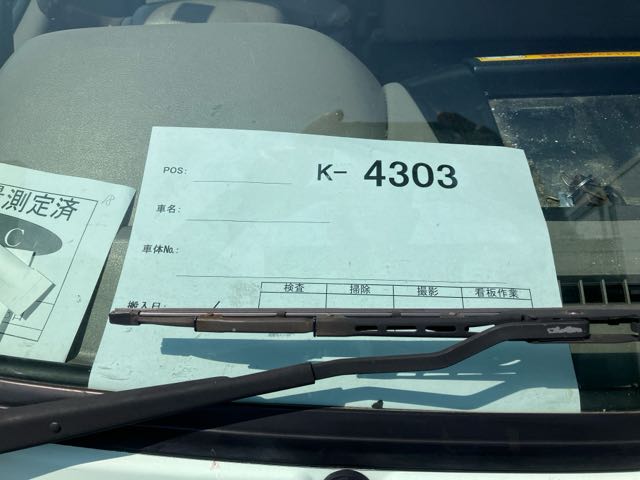 POS:
K- 4303
車名:
車体No.:
検査 掃除 撮影 看板作業
搬入日: /
測定済
C